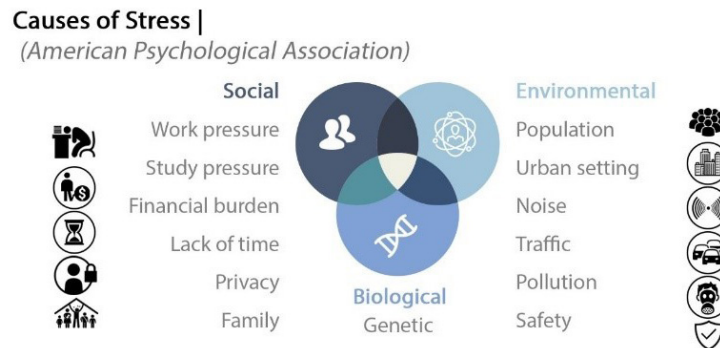 Causes of Stress |
(American Psychological Association)
Social
Work pressure
Study pressure
Financial burden
Lack of time
Privacy
Family
Environmental
Population
Urban setting
Noise
Traffic
Pollution
Safety
Biological
Genetic